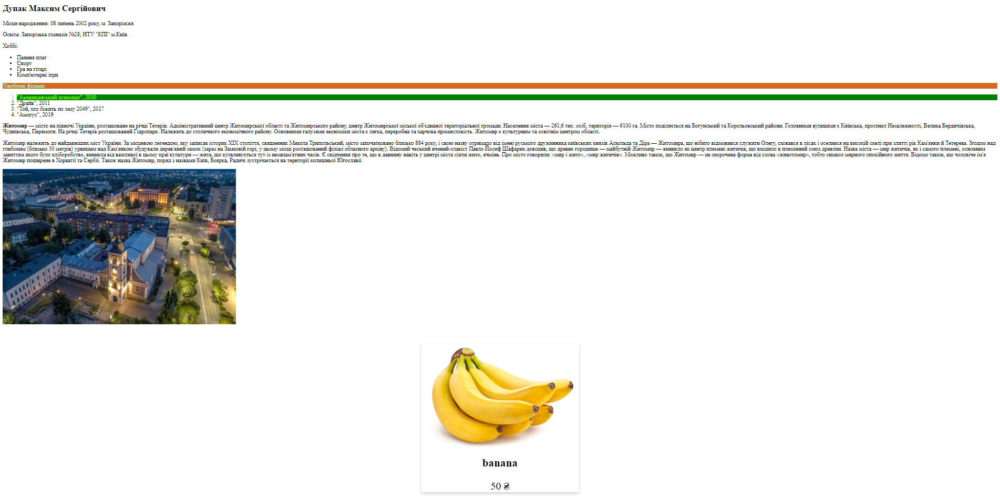 Дупак Максим Сергійович
Місце народження: 08 липень 2002 року, м. Запоріжжя
Освіта: Запорізька гімназія №28; НТУ "КПІ" м.Київ
Хоббі:
• Паяння плат
• Спорт
• Гра на гітарі
• Комп'ютерні ігри
Улюблені фільми:
1. "Американський психопат", 2000
2. "Драйв", 2011
3. "Той, хто біжить по лезу 2049", 2017
4. "Амогус", 2019
Житомир — місто на півночі України, розташоване на річці Тетерів. Адміністративний центр Житомирської області та Житомирського району, центр Житомирської міської об'єднаної територіальної громади. Населення міста — 261,6 тис. осіб, територія — 6100 га. Місто поділяється на Богунський та Корольовський райони. Головними вулицями є Київська, проспект Незалежності, Велика Бердичівська,
Чуднівська, Перемоги. На річці Тетерів розташований Гідропарк. Належить до столичного економічного району. Основними галузями економіки міста є легка, переробна та харчова промисловість. Житомир є культурним та освітнім центром області.
Житомир належить до найдавніших міст України. За місцевою легендою, яку записав історик XIX століття, священник Микола Трипольський, місто започатковано близько 884 року, і свою назву отримало від імені руського дружинника київських князів Аскольда та Діра — Житомира, що нібито відмовився служити Олегу, сховався в лісах і оселився на високій скелі при злитті рік Кам'янки й Тетерева. Згодом над
глибоким (близько 30 метрів) урвищем над Кам'янкою збудували дерев'яний замок (зараз на Замковій горі, у цьому місці розташований філіал обласного архіву). Відомий чеський вчений-славіст Павло Йосиф Шафарик доводив, що древнє городище — майбутній Житомир — виникло як центр племені житичів, що входило в племінний союз древлян. Назва міста — мир житичів, як і самого племені, основним
заняттям якого було хліборобство, виникла від важливої в цьому краї культури — жита, що культивується тут із незапам'ятних часів. Є свідчення про те, що в давнину навіть у центрі міста сіяли жито, ячмінь. Про місто говорили: «мир і жито», «мир житичів». Можливо також, що Житомир — це скорочена форма від слова «животомир», тобто символ мирного спокійного життя. Відомо також, що чоловіче ім'я
Житомир поширене в Хорватії та Сербії. Також назва Житомир, поряд з назвами Київ, Боярка, Радичі зустрічається на території колишньої Югославії.
banana
50 ₴